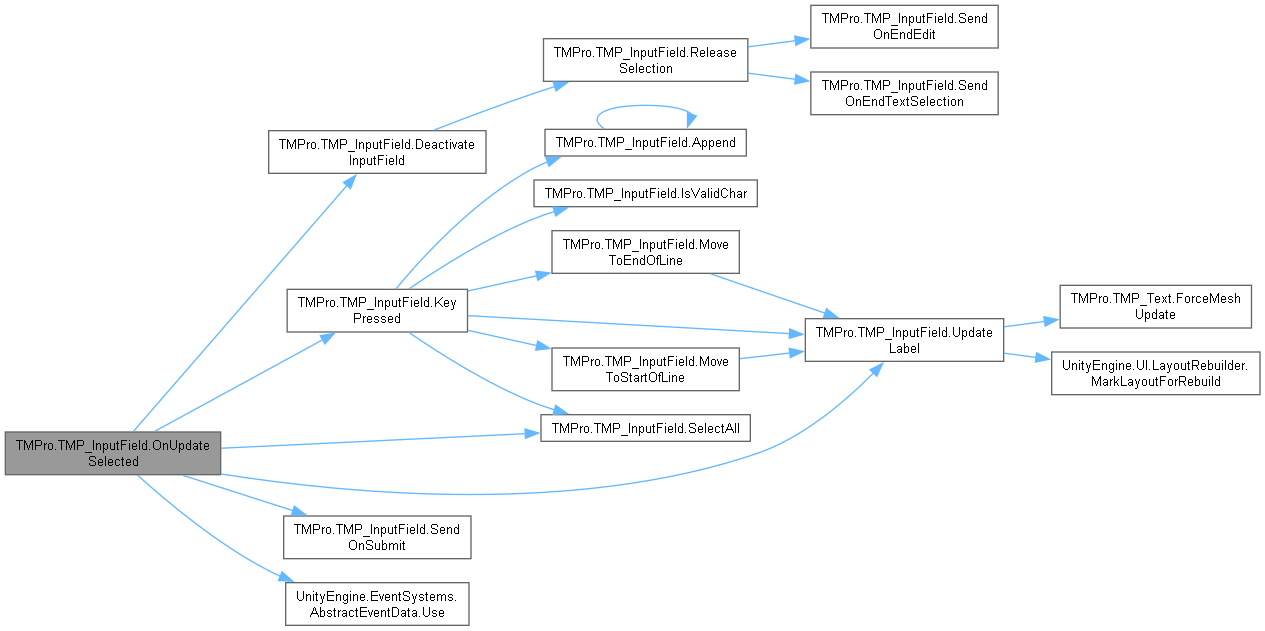 TMPro.TMP_InputField.Send
OnEndEdit
TMPro.TMP_InputField.Release
Selection
TMPro.TMP_InputField.Send
OnEndTextSelection
TMPro.TMP_InputField.Deactivate
InputField
TMPro.TMP_InputField.Append
TMPro.TMP_InputField.IsValidChar
TMPro.TMP_InputField.Move
ToEndOfLine
TMPro.TMP_InputField.Key
Pressed
TMPro.TMP_Text.ForceMesh
Update
TMPro.TMP_InputField.Update
Label
TMPro.TMP_InputField.Move
ToStartOfLine
UnityEngine.UI.LayoutRebuilder.
MarkLayoutForRebuild
TMPro.TMP_InputField.SelectAll
TMPro.TMP_InputField.OnUpdate
Selected
TMPro.TMP_InputField.Send
OnSubmit
UnityEngine.EventSystems.
AbstractEventData.Use